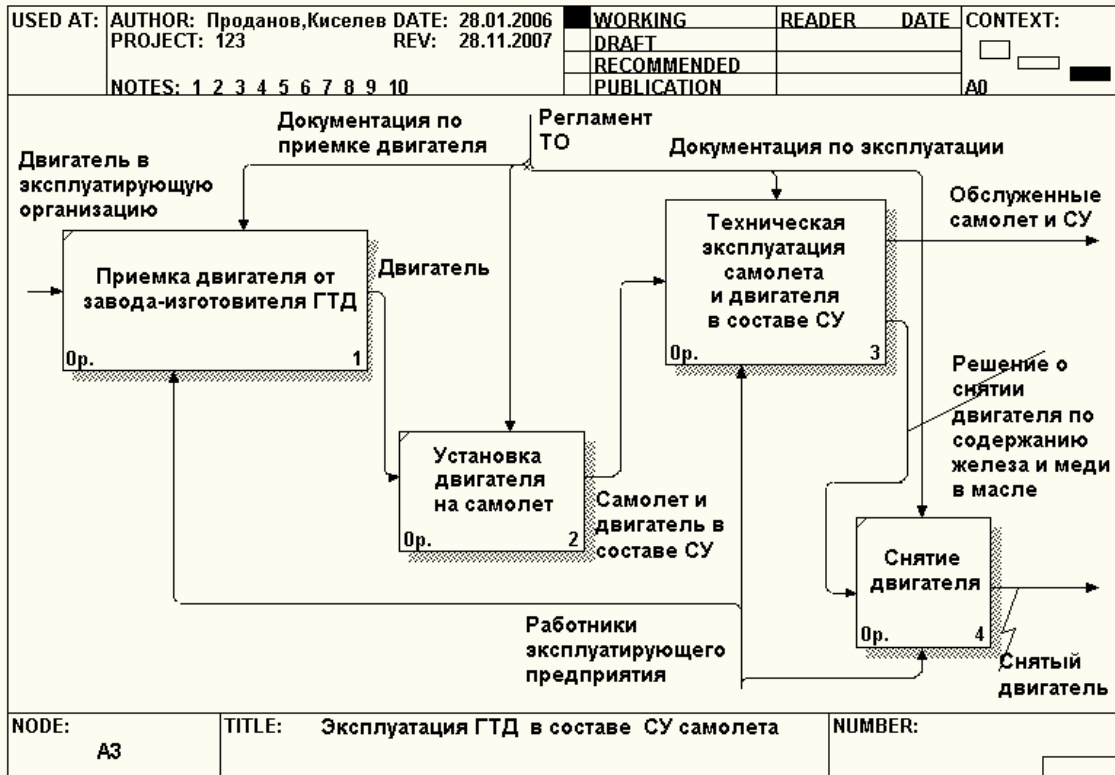 USED AT:
AUTHOR: Проданов,Киселев DATE: 28.01.2006
PROJECT: 123 REV: 28.11.2007
NOTES: 1 2 3 4 5 6 7 8 9 10
WORKING
DRAFT
RECOMMENDED
PUBLICATION
READER DATE
CONTEXT:
A0
Двигатель в
эксплуатирующую
организацию
Документация по
приемке двигателя
Регламент
ТО
Документация по эксплуатации
Обслуженные
самолет и СУ
Приемка двигателя от
завода-изготовителя ГТД
0р. 1
Двигатель
Техническая
эксплуатация
самолета
и двигателя
в составе СУ
0р. 3
Решение о
снятии
двигателя по
содержанию
железа и меди
в масле
Установка
двигателя
на самолет
0р. 2
Самолет и
двигатель в
составе СУ
Снятие
двигателя
0р. 4
Работники
эксплуатирующего
предприятия
Снятый
двигатель
NODE:
A3
TITLE: Эксплуатация ГТД в составе СУ самолета
NUMBER: